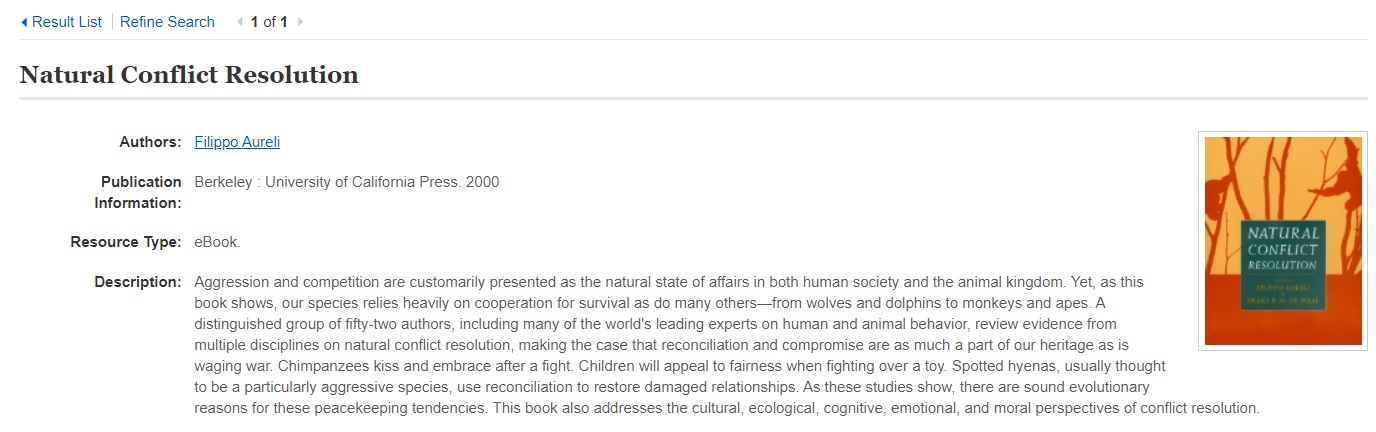 Result List Refine Search 1 of 1
Natural Conflict Resolution
Authors: Filippo Aureli
Publication Information: Berkeley : University of California Press. 2000
Resource Type: eBook.
Description: Aggression and competition are customarily presented as the natural state of affairs in both human society and the animal kingdom. Yet, as this
book shows, our species relies heavily on cooperation for survival as do many others—from wolves and dolphins to monkeys and apes. A
distinguished group of fifty-two authors, including many of the world's leading experts on human and animal behavior, review evidence from
multiple disciplines on natural conflict resolution, making the case that reconciliation and compromise are as much a part of our heritage as is
waging war. Chimpanzees kiss and embrace after a fight. Children will appeal to fairness when fighting over a toy. Spotted hyenas, usually thought
to be a particularly aggressive species, use reconciliation to restore damaged relationships. As these studies show, there are sound evolutionary
reasons for these peacekeeping tendencies. This book also addresses the cultural, ecological, cognitive, emotional, and moral perspectives of conflict resolution.
NATURAL
CONFLICT
RESOLUTION
FILIPPO AURELI
FRANS B. M. DE WAAL